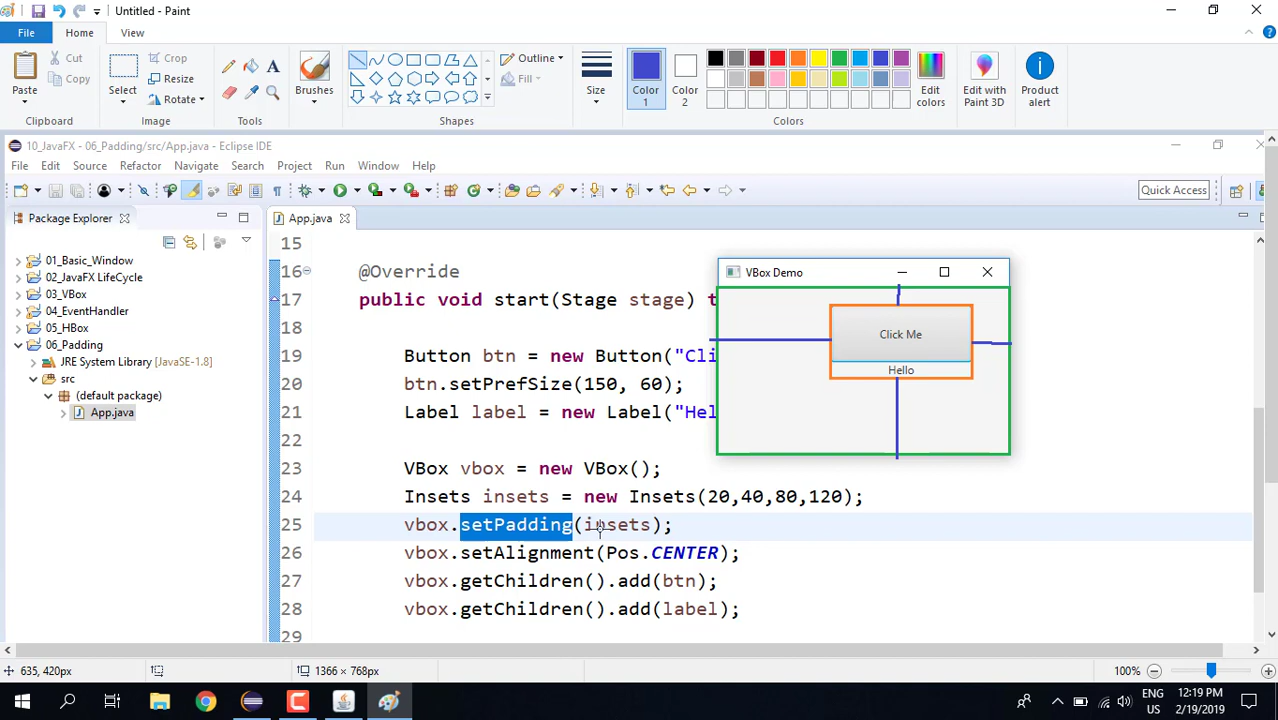 Untitled - Paint
File Home View
Paste
Cut
Copy
Clipboard
Select
Crop
Resize
Rotate
Image
Tools
Brushes
Outline
Fill
Shapes
Size
Color 1
Color 2
Edit colors
Colors
Edit with Paint 3D
Product alert
10_JavaFX - 06_Padding/src/App.java - Eclipse IDE
File Edit Source Refactor Navigate Search Project Run Window Help
Quick Access
Package Explorer
App.java
01_Basic_Window
02_JavaFX LifeCycle
03_VBox
04_EventHandler
05_HBox
06_Padding
JRE System Library [JavaSE-1.8]
src
(default package)
App.java
15
16 @Override
17 public void start(Stage stage) t
18
19 Button btn = new Button("Cli
20 btn.setPrefSize(150, 60);
21 Label label = new Label("Hel
22
23 VBox vbox = new VBox();
24 Insets insets = new Insets(20,40,80,120);
25 vbox.setPadding(insets);
26 vbox.setAlignment(Pos.CENTER);
27 vbox.getChildren().add(btn);
28 vbox.getChildren().add(label);
29
VBox Demo
Click Me
Hello
635, 420px
1366 × 768px
100%
ENG
US
12:19 PM
2/19/2019